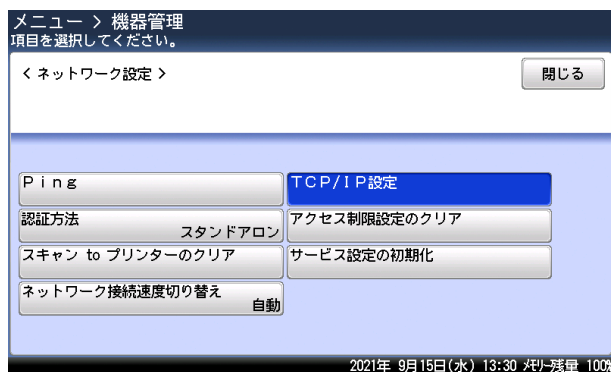 メニュー > 機器管理
項目を選択してください。
< ネットワーク設定 >
閉じる
Ping
TCP/IP設定
認証方法
スタンドアロン
アクセス制限設定のクリア
スキャン to プリンターのクリア
サービス設定の初期化
ネットワーク接続速度切り替え
自動
2021年 9月15日(水) 13:30 メモリー残量 100%